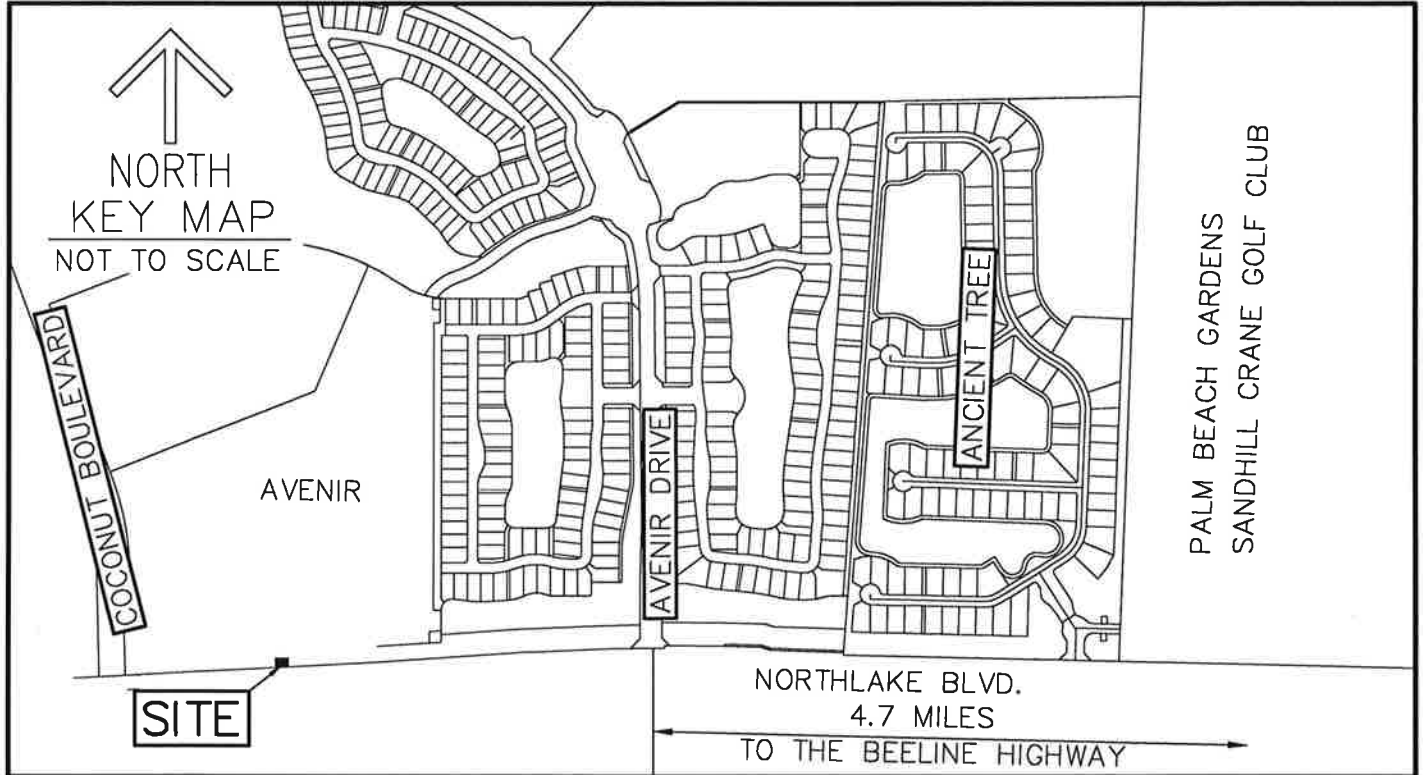 NORTH
KEY MAP
NOT TO SCALE
COCONUT BOULEVARD
AVENIR
AVENIR DRIVE
ANCIENT TREE
PALM BEACH GARDENS
SANDHILL CRANE GOLF CLUB
SITE
NORTHLAKE BLVD.
4.7 MILES
TO THE BEELINE HIGHWAY